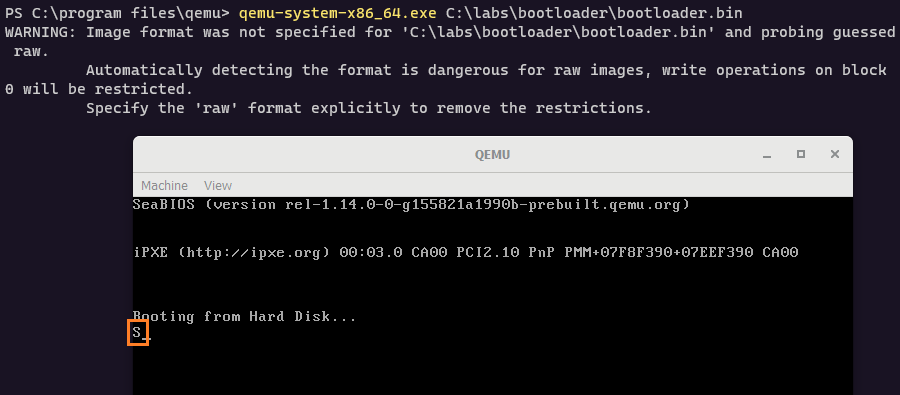 PS C:\program files\qemu> qemu-system-x86_64.exe C:\labs\bootloader\bootloader.bin
WARNING: Image format was not specified for 'C:\labs\bootloader\bootloader.bin' and probing guessed
raw.
Automatically detecting the format is dangerous for raw images, write operations on block
0 will be restricted.
Specify the 'raw' format explicitly to remove the restrictions.
QEMU
Machine View
SeaBIOS (version rel-1.14.0-0-g155821a1990b-prebuilt.qemu.org)
iPXE (http://ipxe.org) 00:03.0 CA00 PCI2.10 PnP PMM+07F8F390+07EEF390 CA00
Booting from Hard Disk...
S_